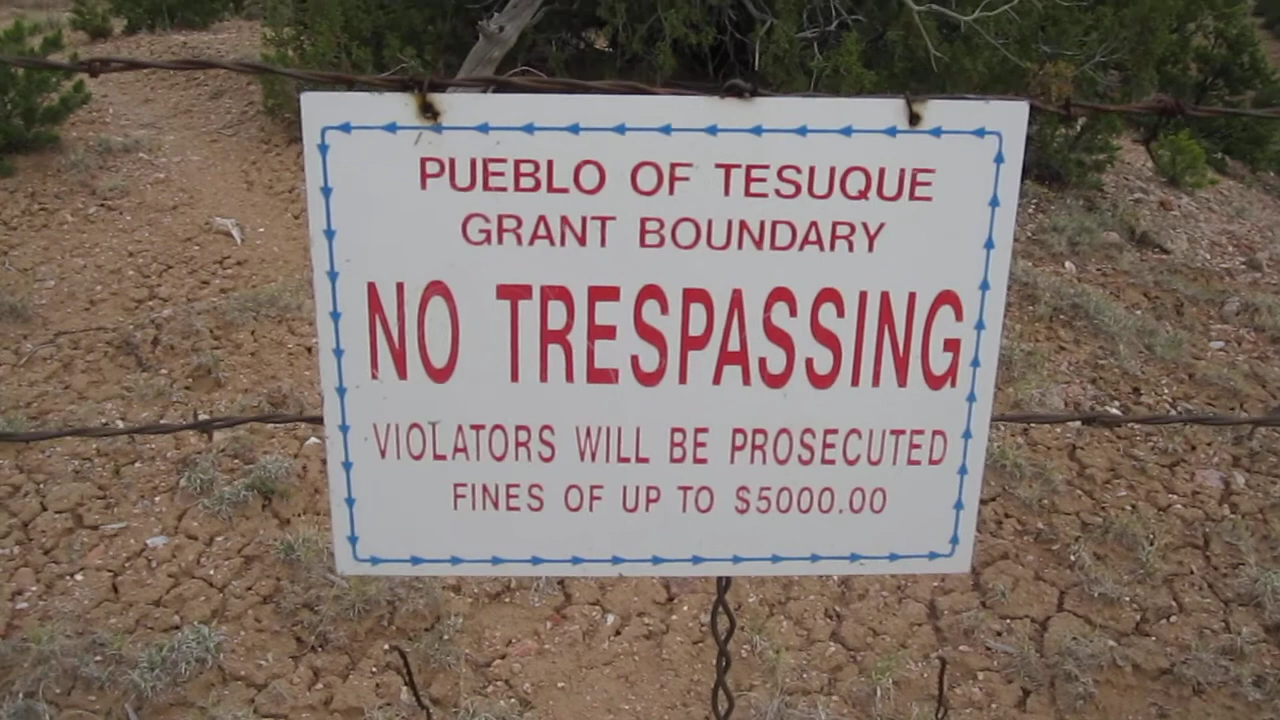 PUEBLO OF TESUQUE
GRANT BOUNDARY
NO TRESPASSING
VIOLATORS WILL BE PROSECUTED
FINES OF UP TO $5000.00